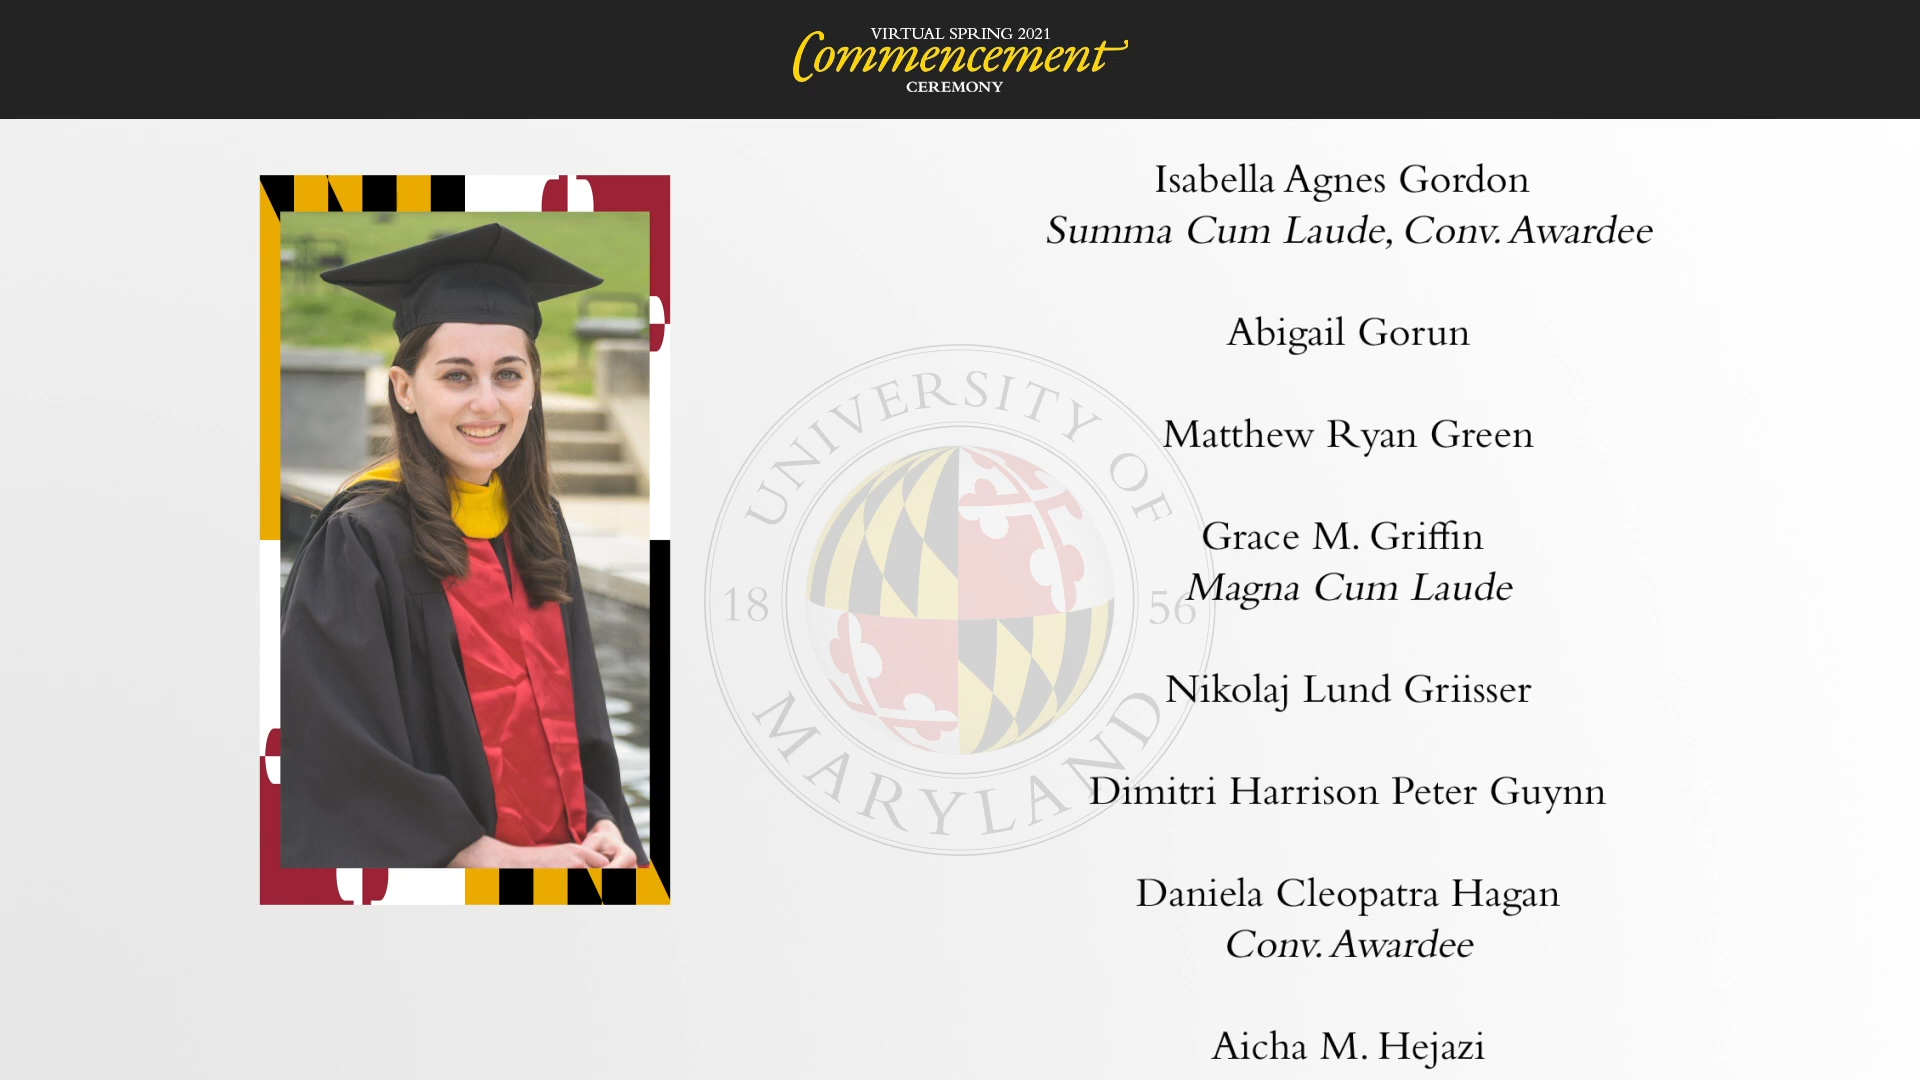 VIRTUAL SPRING 2021
Commencement
CEREMONY
Isabella Agnes Gordon
Summa Cum Laude, Conv. Awardee
Abigail Gorun
Matthew Ryan Green
Grace M. Griffin
Magna Cum Laude
Nikolaj Lund Griisser
Dimitri Harrison Peter Guynn
Daniela Cleopatra Hagan
Conv. Awardee
Aicha M. Hejazi
UNIVERSITY OF
18 56
MARYLAND